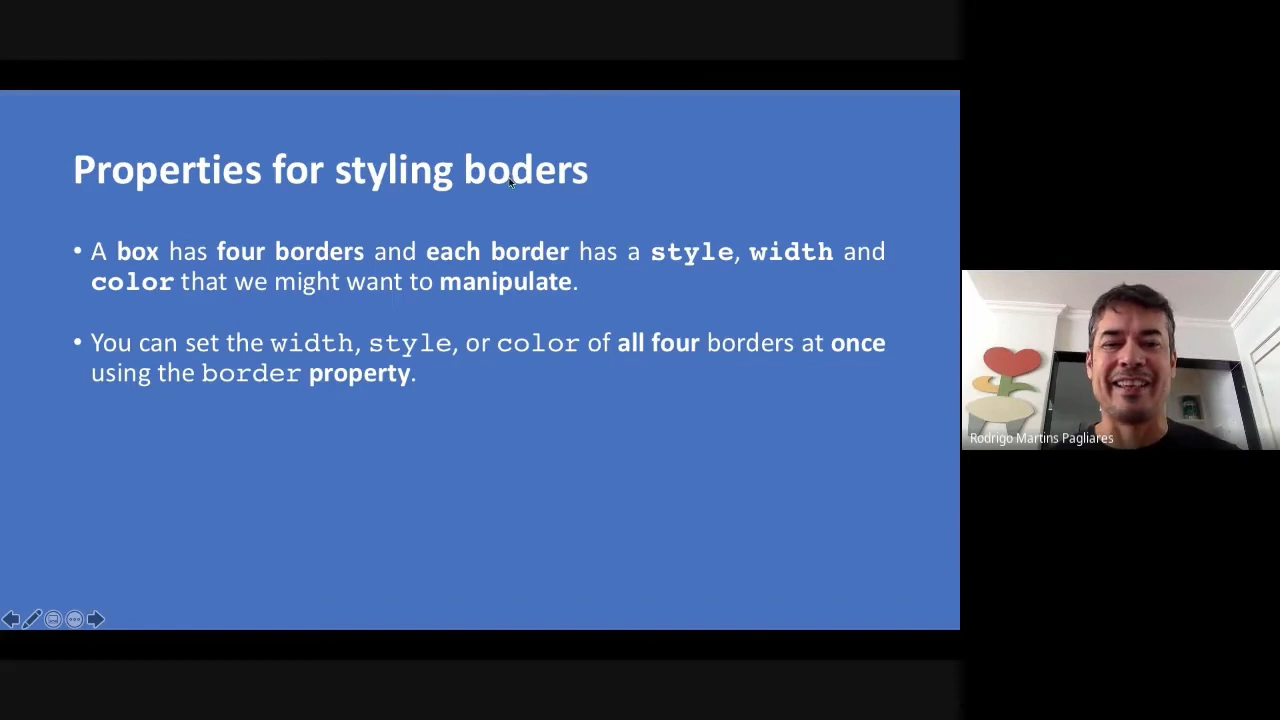 Properties for styling boders
• A box has four borders and each border has a style, width and
color that we might want to manipulate.
• You can set the width, style, or color of all four borders at once
using the border property.
Rodrigo Martins Pagliares